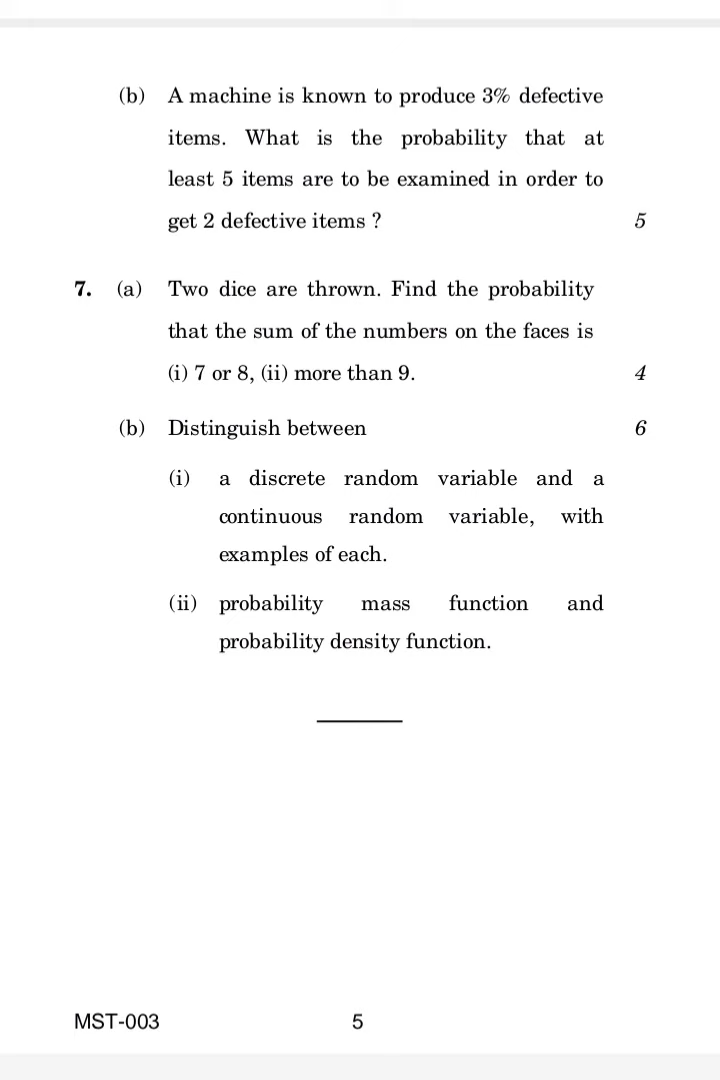 (b) A machine is known to produce 3% defective
items. What is the probability that at
least 5 items are to be examined in order to
get 2 defective items ? 5
7. (a) Two dice are thrown. Find the probability
that the sum of the numbers on the faces is
(i) 7 or 8, (ii) more than 9. 4
(b) Distinguish between 6
(i) a discrete random variable and a
continuous random variable, with
examples of each.
(ii) probability mass function and
probability density function.
MST-003 5